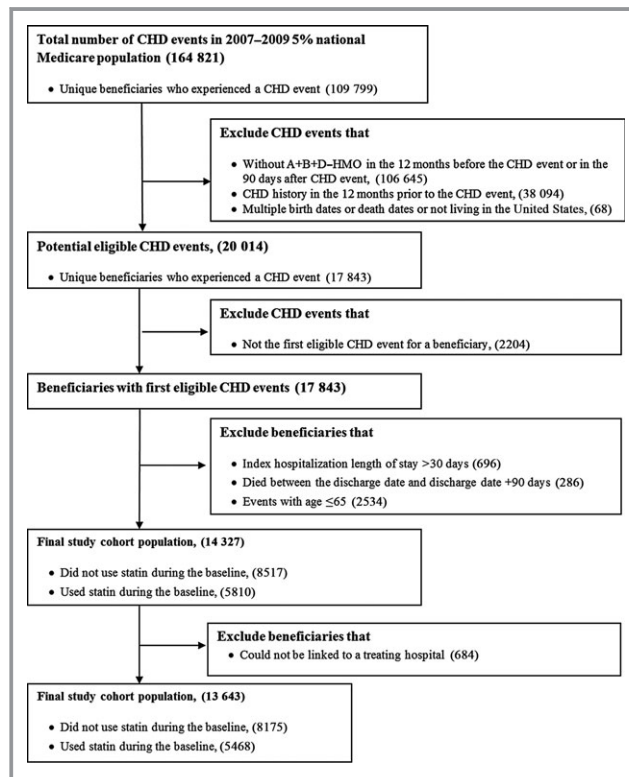 Total number of CHD events in 2007–2009 5% national
Medicare population (164 821)
• Unique beneficiaries who experienced a CHD event (109 799)
Exclude CHD events that
• Without A+B+D–HMO in the 12 months before the CHD event or in the
90 days after CHD event, (106 645)
• CHD history in the 12 months prior to the CHD event, (38 094)
• Multiple birth dates or death dates or not living in the United States, (68)
Potential eligible CHD events, (20 014)
• Unique beneficiaries who experienced a CHD event (17 843)
Exclude CHD events that
• Not the first eligible CHD event for a beneficiary, (2204)
Beneficiaries with first eligible CHD events (17 843)
Exclude beneficiaries that
• Index hospitalization length of stay >30 days (696)
• Died between the discharge date and discharge date +90 days (286)
• Events with age ≤65 (2534)
Final study cohort population, (14 327)
• Did not use statin during the baseline, (8517)
• Used statin during the baseline, (5810)
Exclude beneficiaries that
• Could not be linked to a treating hospital (684)
Final study cohort population, (13 643)
• Did not use statin during the baseline, (8175)
• Used statin during the baseline, (5468)